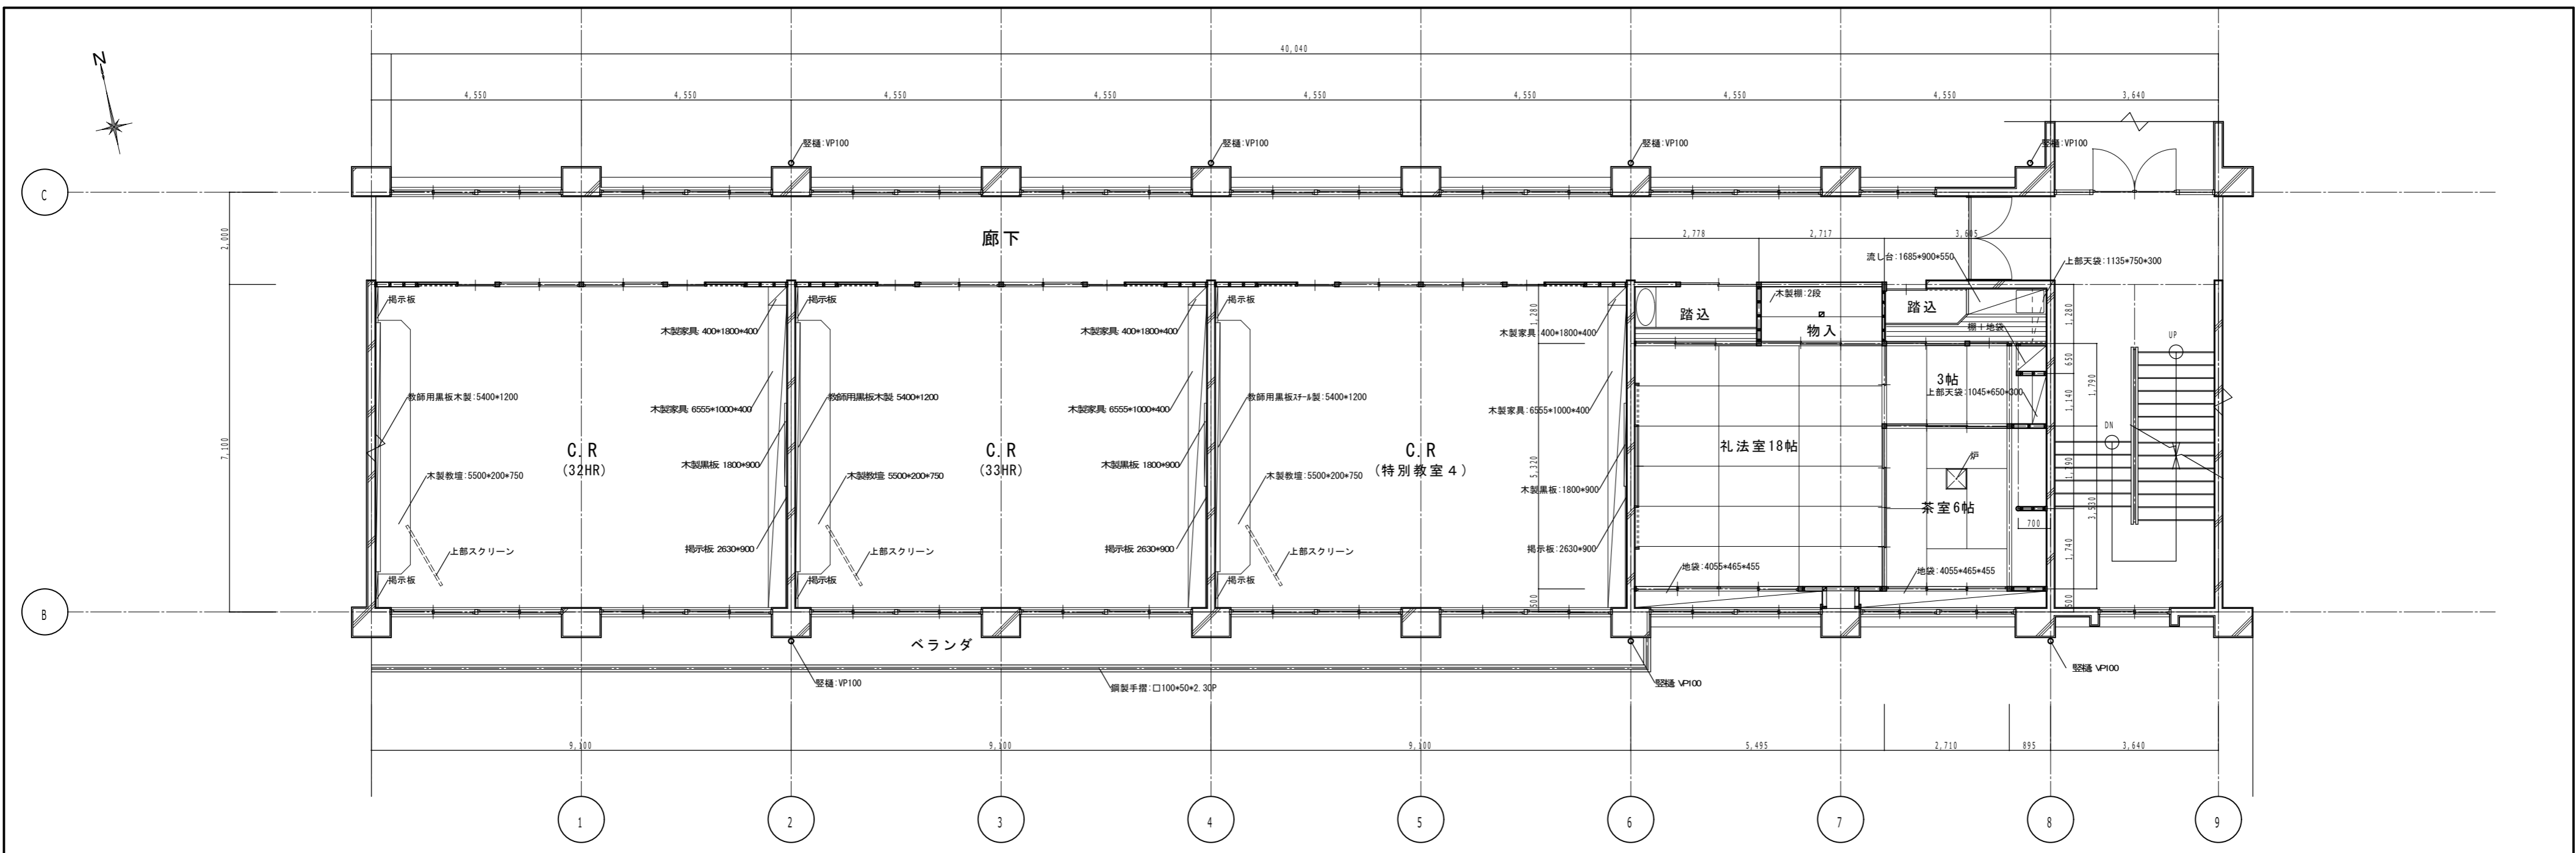 N
40,040
4,550
4,550
4,550
4,550
4,550
4,550
4,550
4,550
3,640
竪樋:VP100
竪樋:VP100
竪樋:VP100
竪樋:VP100
C
2,000
廊下
2,778
2,717
3,605
流し台:1685*900*550
上部天袋:1135*750*300
掲示板
掲示板
掲示板
木製家具:400*1800*400
木製家具:400*1800*400
木製家具:400*1800*400
1,280
踏込
木製棚:2段
物入
踏込
棚+地袋
1,280
UP
650
教師用黒板木製:5400*1200
木製家具:6555*1000*400
教師用黒板木製:5400*1200
木製家具:6555*1000*400
教師用黒板スチール製:5400*1200
木製家具:6555*1000*400
3帖
上部天袋:1045*650*300
1,140
1,790
DN
7,100
C.R
(32HR)
C.R
(33HR)
C.R
(特別教室4)
礼法室18帖
木製黒板:1800*900
木製黒板:1800*900
木製黒板:1800*900
木製教壇:5500*200*750
木製教壇:5500*200*750
木製教壇:5500*200*750
5,320
炉
茶室6帖
1,790
3,530
700
上部スクリーン
掲示板:2630*900
上部スクリーン
掲示板:2630*900
上部スクリーン
掲示板:2630*900
1,740
掲示板
掲示板
掲示板
地袋:4055*465*455
地袋:4055*465*455
500
500
B
ベランダ
竪樋:VP100
鋼製手摺:□100*50*2.30P
竪樋:VP100
竪樋:VP100
9,100
9,100
9,100
5,495
2,710
895
3,640
1
2
3
4
5
6
7
8
9